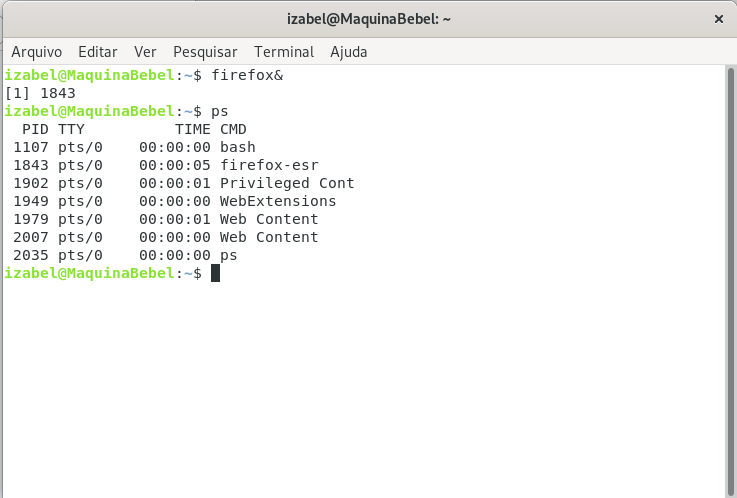 izabel@MaquinaBebel: ~
×
Arquivo Editar Ver Pesquisar Terminal Ajuda
izabel@MaquinaBebel:~$ firefox&
[1] 1843
izabel@MaquinaBebel:~$ ps
  PID TTY          TIME CMD
 1107 pts/0    00:00:00 bash
 1843 pts/0    00:00:05 firefox-esr
 1902 pts/0    00:00:01 Privileged Cont
 1949 pts/0    00:00:00 WebExtensions
 1979 pts/0    00:00:01 Web Content
 2007 pts/0    00:00:00 Web Content
 2035 pts/0    00:00:00 ps
izabel@MaquinaBebel:~$